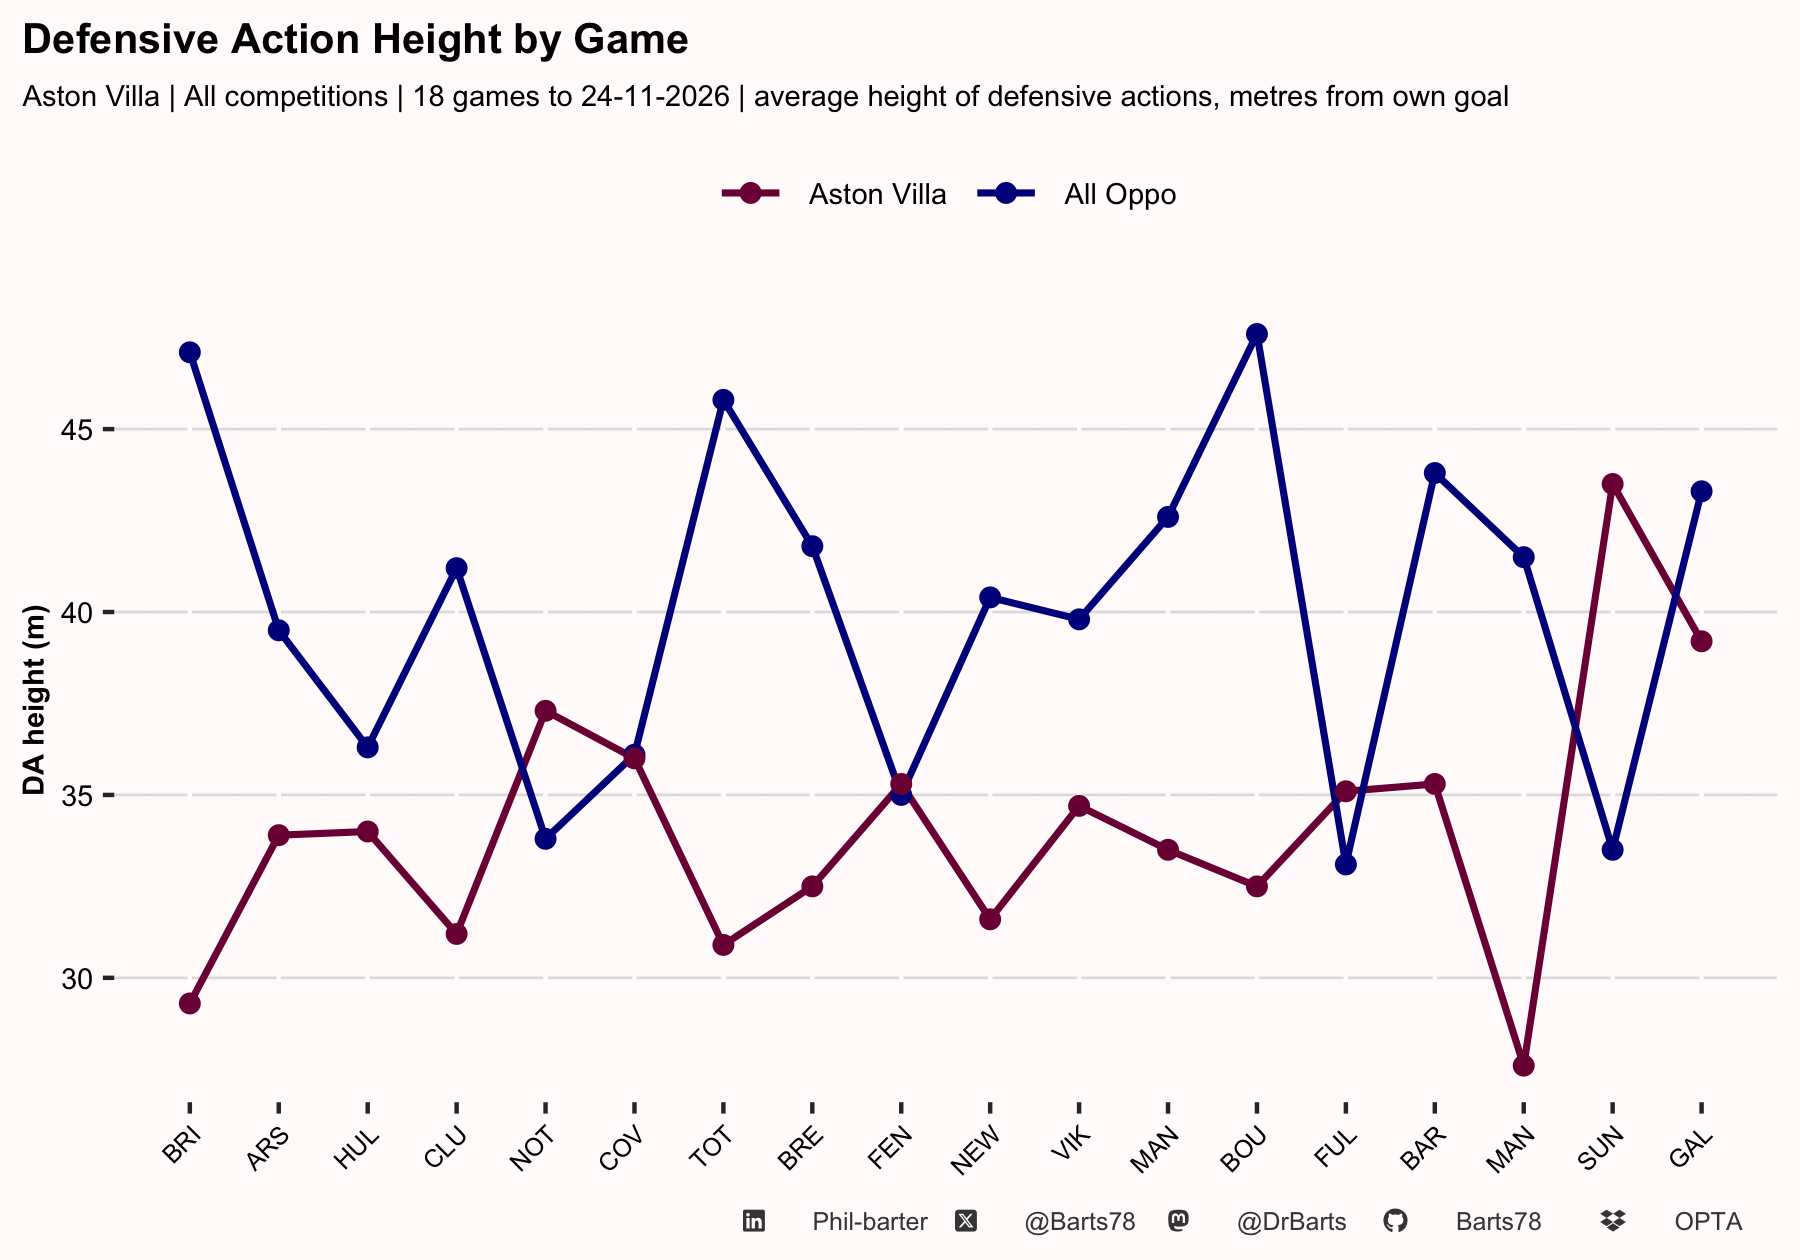 Defensive Action Height by Game
Aston Villa | All competitions | 18 games to 24-11-2026 | average height of defensive actions, metres from own goal
Aston Villa All Oppo
DA height (m)
45
40
35
30
BRI ARS HUL CLU NOT COV TOT BRE FEN NEW VIK MAN BOU FUL BAR MAN SUN GAL
Phil-barter @Barts78 @DrBarts Barts78 OPTA